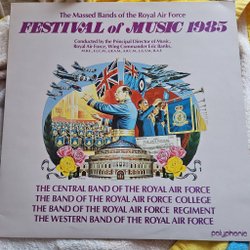 The Massed Bands of the Royal Air Force
FESTIVAL of MUSIC 1985
Conducted by the Principal Director of Music,
Royal Air Force, Wing Commander Eric Banks,
THE CENTRAL BAND OF THE ROYAL AIR FORCE
THE BAND OF THE ROYAL AIR FORCE COLLEGE
THE BAND OF THE ROYAL AIR FORCE REGIMENT
THE WESTERN BAND OF THE ROYAL AIR FORCE
polyphonic